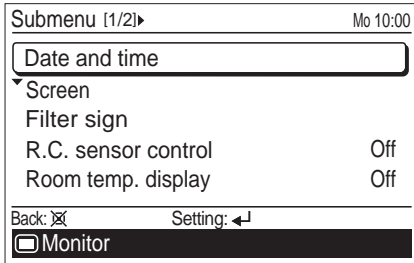 Submenu [1/2]▸ Mo 10:00
Date and time
Screen
Filter sign
R.C. sensor control Off
Room temp. display Off
Back: Setting:
Monitor